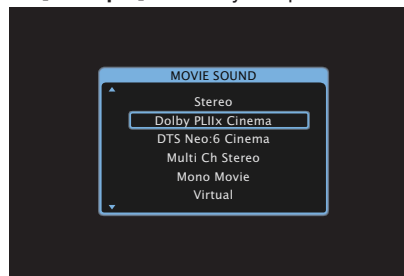 MOVIE SOUND
Stereo
Dolby PLIIx Cinema
DTS Neo:6 Cinema
Multi Ch Stereo
Mono Movie
Virtual